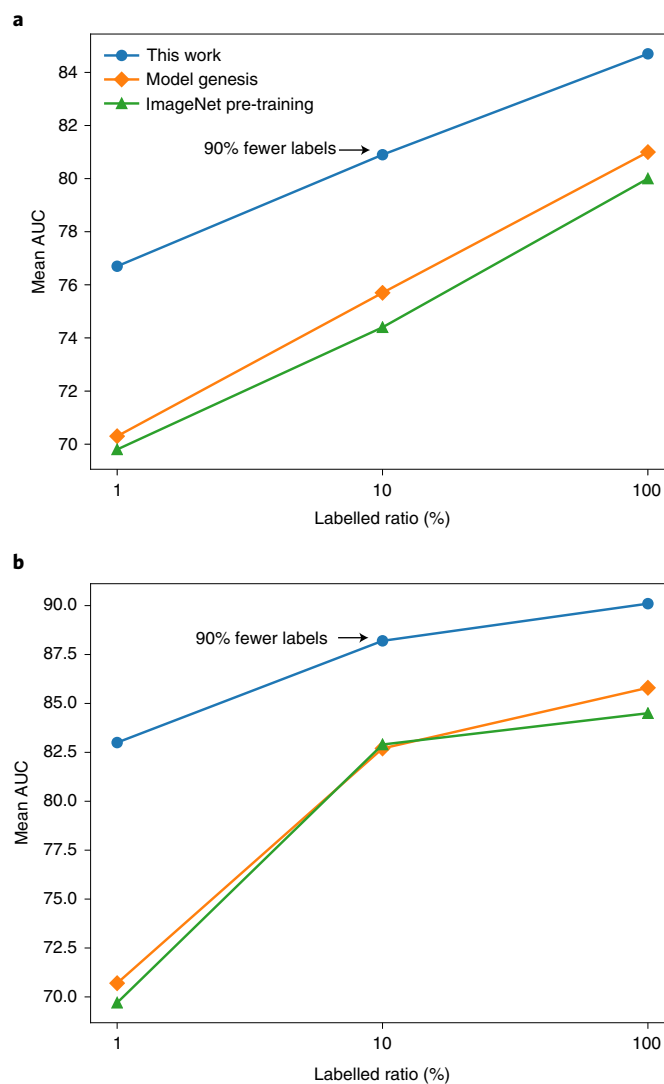 a
This work
Model genesis
ImageNet pre-training
90% fewer labels
84
82
80
78
76
74
72
70
Mean AUC
1
10
100
Labelled ratio (%)
b
90% fewer labels
90.0
87.5
85.0
82.5
80.0
77.5
75.0
72.5
70.0
Mean AUC
1
10
100
Labelled ratio (%)